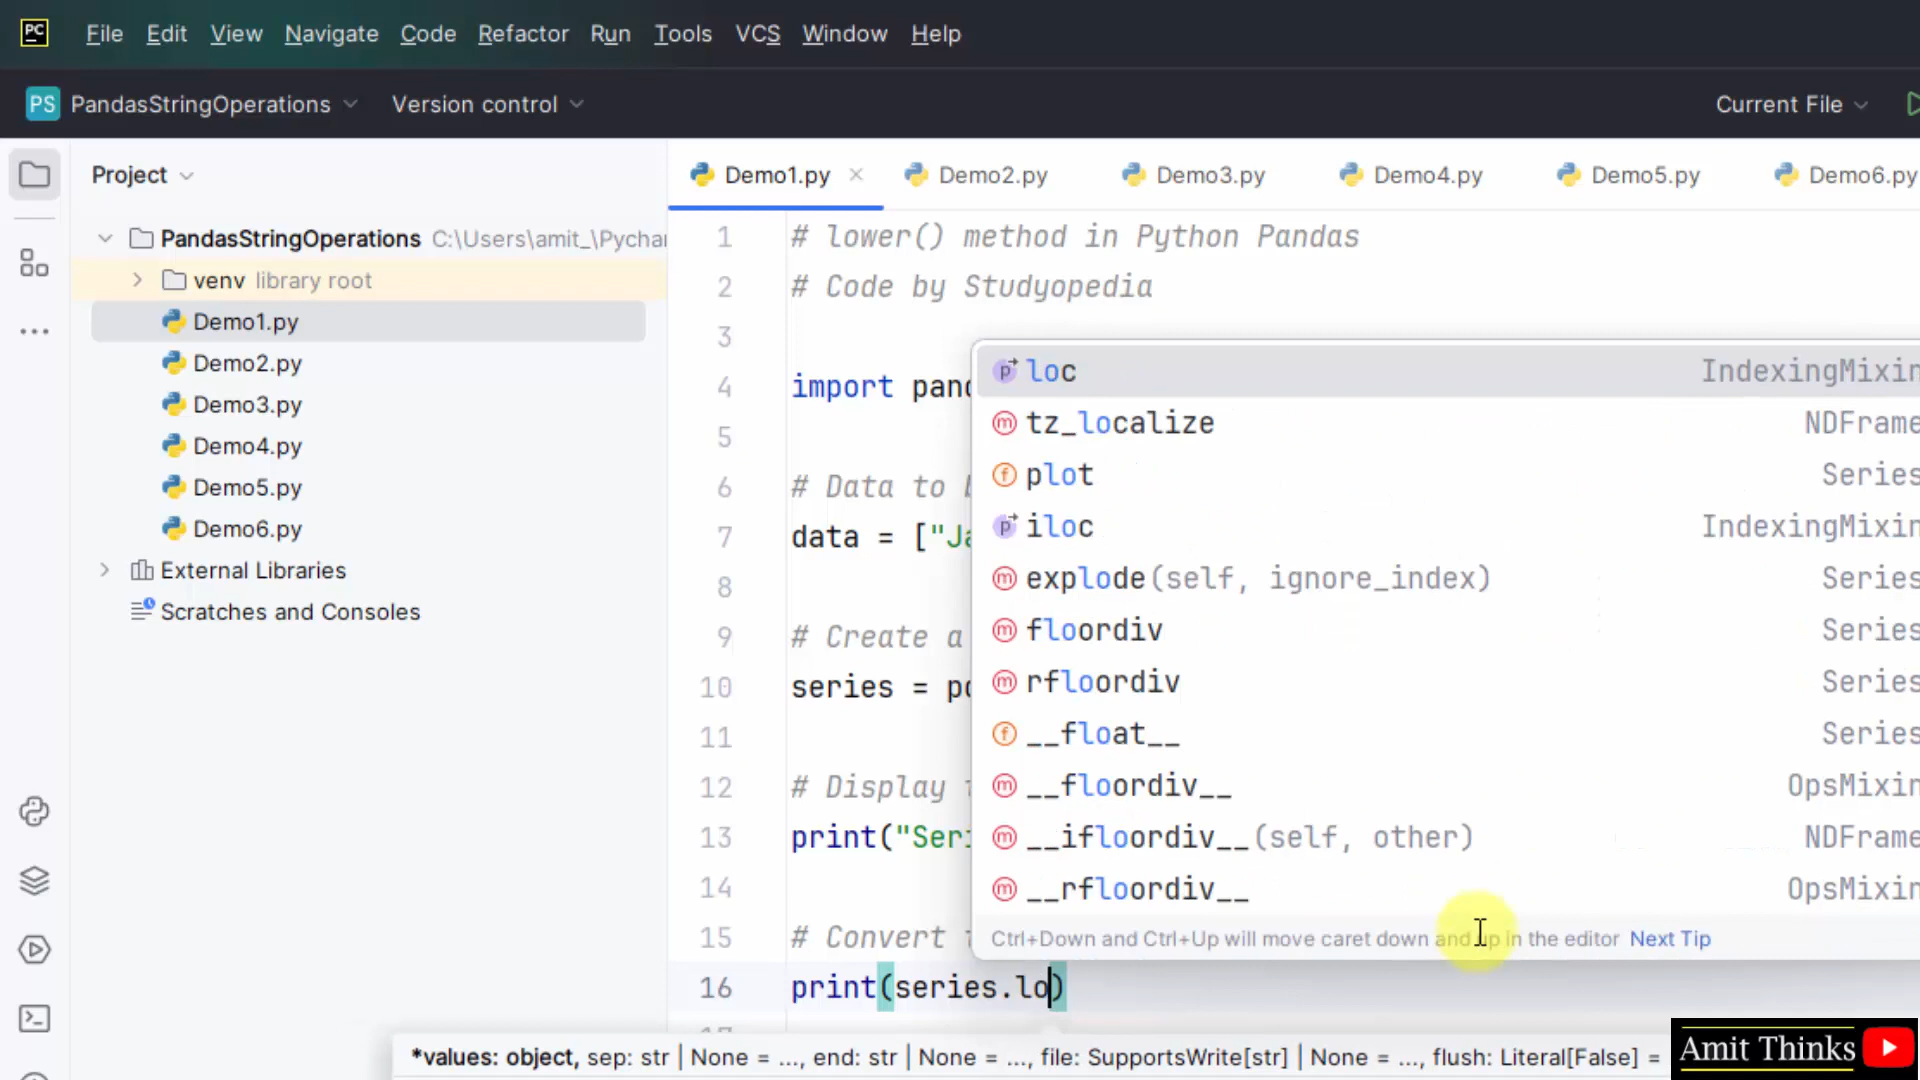 PC File Edit View Navigate Code Refactor Run Tools VCS Window Help
PS PandasStringOperations Version control Current File
Project
PandasStringOperations C:\Users\amit_\Pychar
venv library root
Demo1.py
Demo2.py
Demo3.py
Demo4.py
Demo5.py
Demo6.py
External Libraries
Scratches and Consoles
Demo1.py Demo2.py Demo3.py Demo4.py Demo5.py Demo6.py
1 # lower() method in Python Pandas
2 # Code by Studyopedia
3
4 import pand
5
6 # Data to
7 data = ["Ja
8
9 # Create a
10 series = pd
11
12 # Display
13 print("Seri
14
15 # Convert
16 print(series.lo)
loc IndexingMixin
tz_localize NDFrame
plot Series
iloc IndexingMixin
explode(self, ignore_index) Series
floordiv Series
rfloordiv Series
__float__ Series
__floordiv__ OpsMixin
__ifloordiv__(self, other) NDFrame
__rfloordiv__ OpsMixin
Ctrl+Down and Ctrl+Up will move caret down and up in the editor Next Tip
*values: object, sep: str | None = ..., end: str | None = ..., file: SupportsWrite[str] | None = ..., flush: Literal[False] =
Amit Thinks